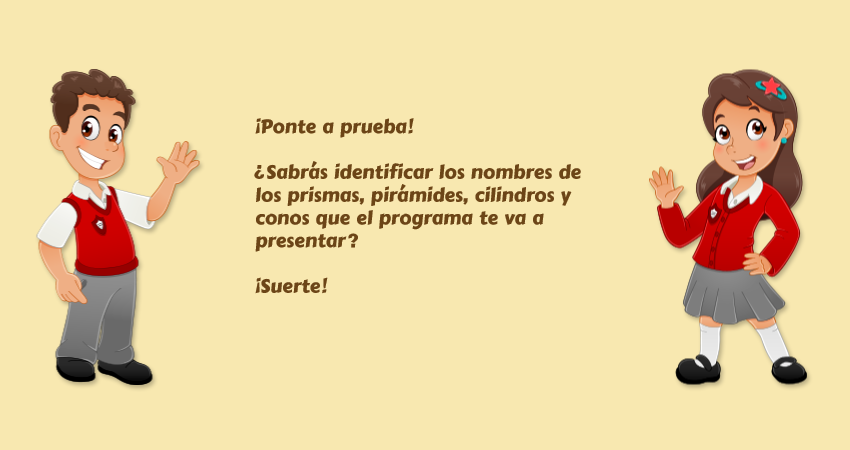 ¡Ponte a prueba!
¿Sabrás identificar los nombres de
los prismas, pirámides, cilindros y
conos que el programa te va a
presentar?
¡Suerte!